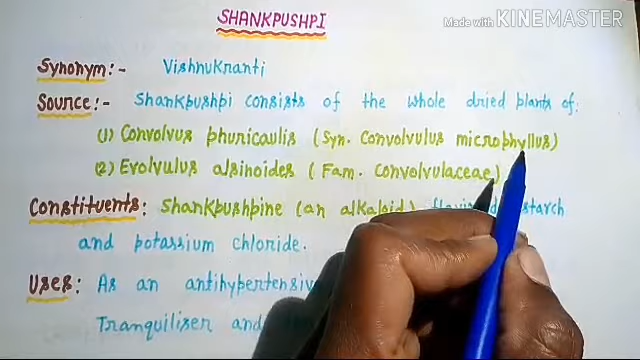 SHANKPUSHPI
Made with KINEMASTER
Synonym:- Vishnukranti
Source:- Shankpushpi consists of the whole dried plants of:
(1) Convolvus phuricaulis (Syn. Convolvulus microphyllus)
(2) Evolvulus alsinoides (Fam. Convolvulaceae)
Constituents: Shankpushpine (an alkaloid), starch
and potassium chloride.
Uses: As an antihypertensiv
Tranquiliser and